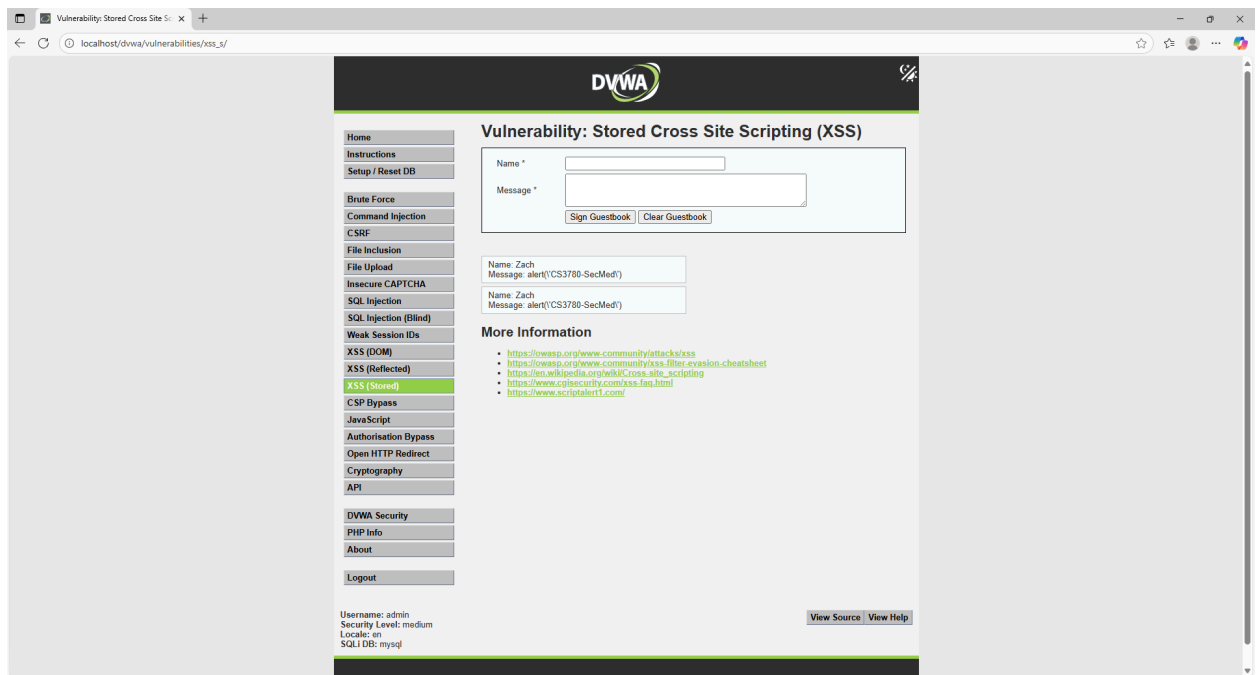 Vulnerability: Stored Cross Site Sc
localhost/dvwa/vulnerabilities/xss_s/
DVWA
Home
Instructions
Setup / Reset DB
Brute Force
Command Injection
CSRF
File Inclusion
File Upload
Insecure CAPTCHA
SQL Injection
SQL Injection (Blind)
Weak Session IDs
XSS (DOM)
XSS (Reflected)
XSS (Stored)
CSP Bypass
JavaScript
Authorisation Bypass
Open HTTP Redirect
Cryptography
API
DVWA Security
PHP Info
About
Logout
Vulnerability: Stored Cross Site Scripting (XSS)
Name *
Message *
Sign Guestbook Clear Guestbook
Name: Zach
Message: alert(\'CS3780-SecMed\')
Name: Zach
Message: alert(\'CS3780-SecMed\')
More Information
https://owasp.org/www-community/attacks/xss
https://owasp.org/www-community/xss-filter-evasion-cheatsheet
https://en.wikipedia.org/wiki/Cross-site_scripting
https://www.cgisecurity.com/xss-faq.html
https://www.scriptalert1.com/
Username: admin
Security Level: medium
Locale: en
SQLi DB: mysql
View Source View Help